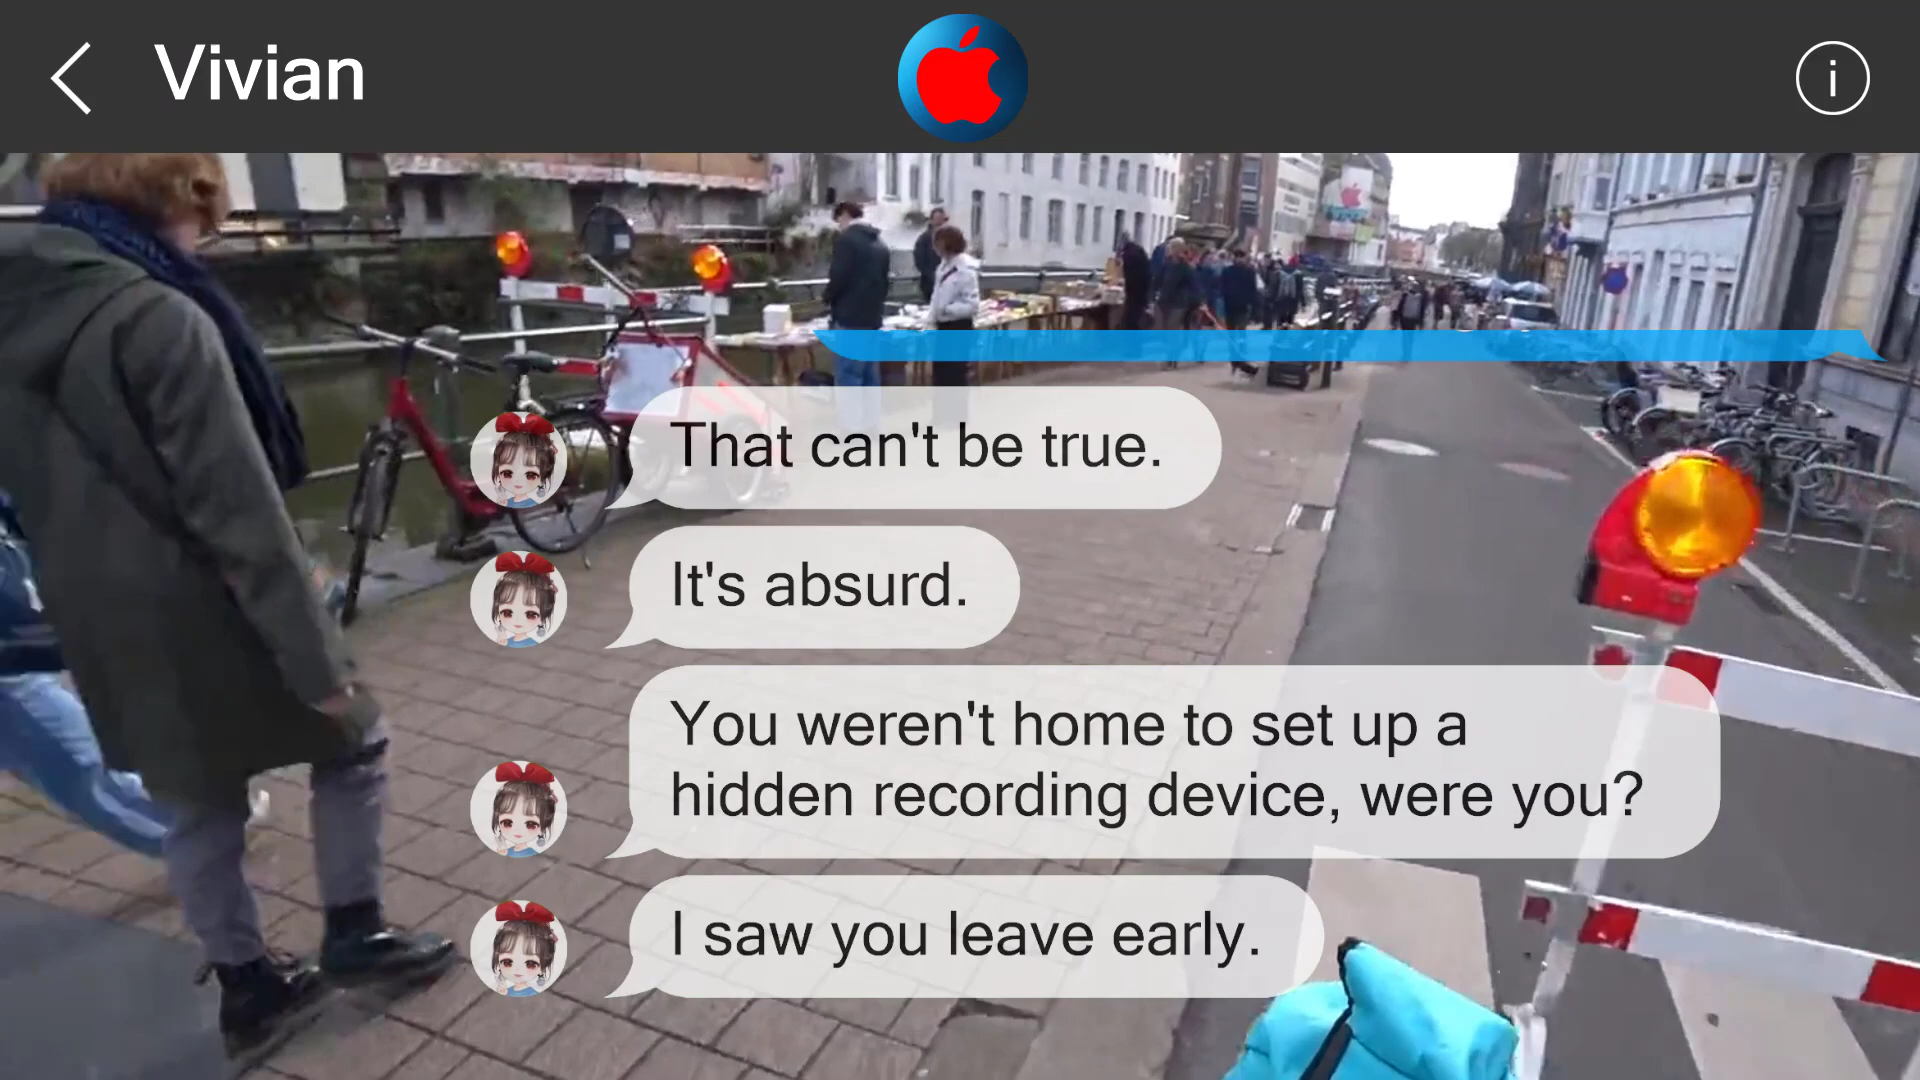 Vivian
i
That can't be true.
It's absurd.
You weren't home to set up a
hidden recording device, were you?
I saw you leave early.